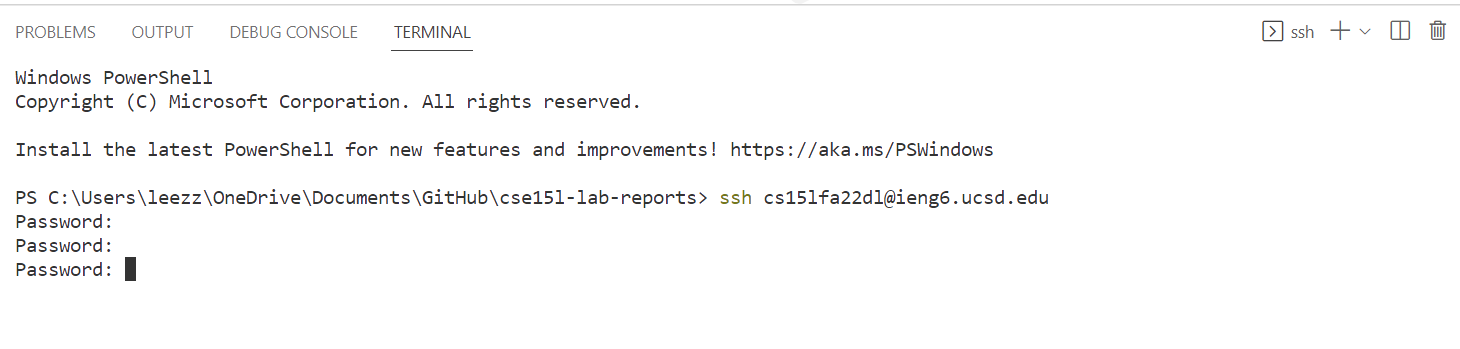 PROBLEMS OUTPUT DEBUG CONSOLE TERMINAL ssh
Windows PowerShell
Copyright (C) Microsoft Corporation. All rights reserved.
Install the latest PowerShell for new features and improvements! https://aka.ms/PSWindows
PS C:\Users\leezz\OneDrive\Documents\GitHub\cse15l-lab-reports> ssh cs15lfa22dl@ieng6.ucsd.edu
Password:
Password:
Password: